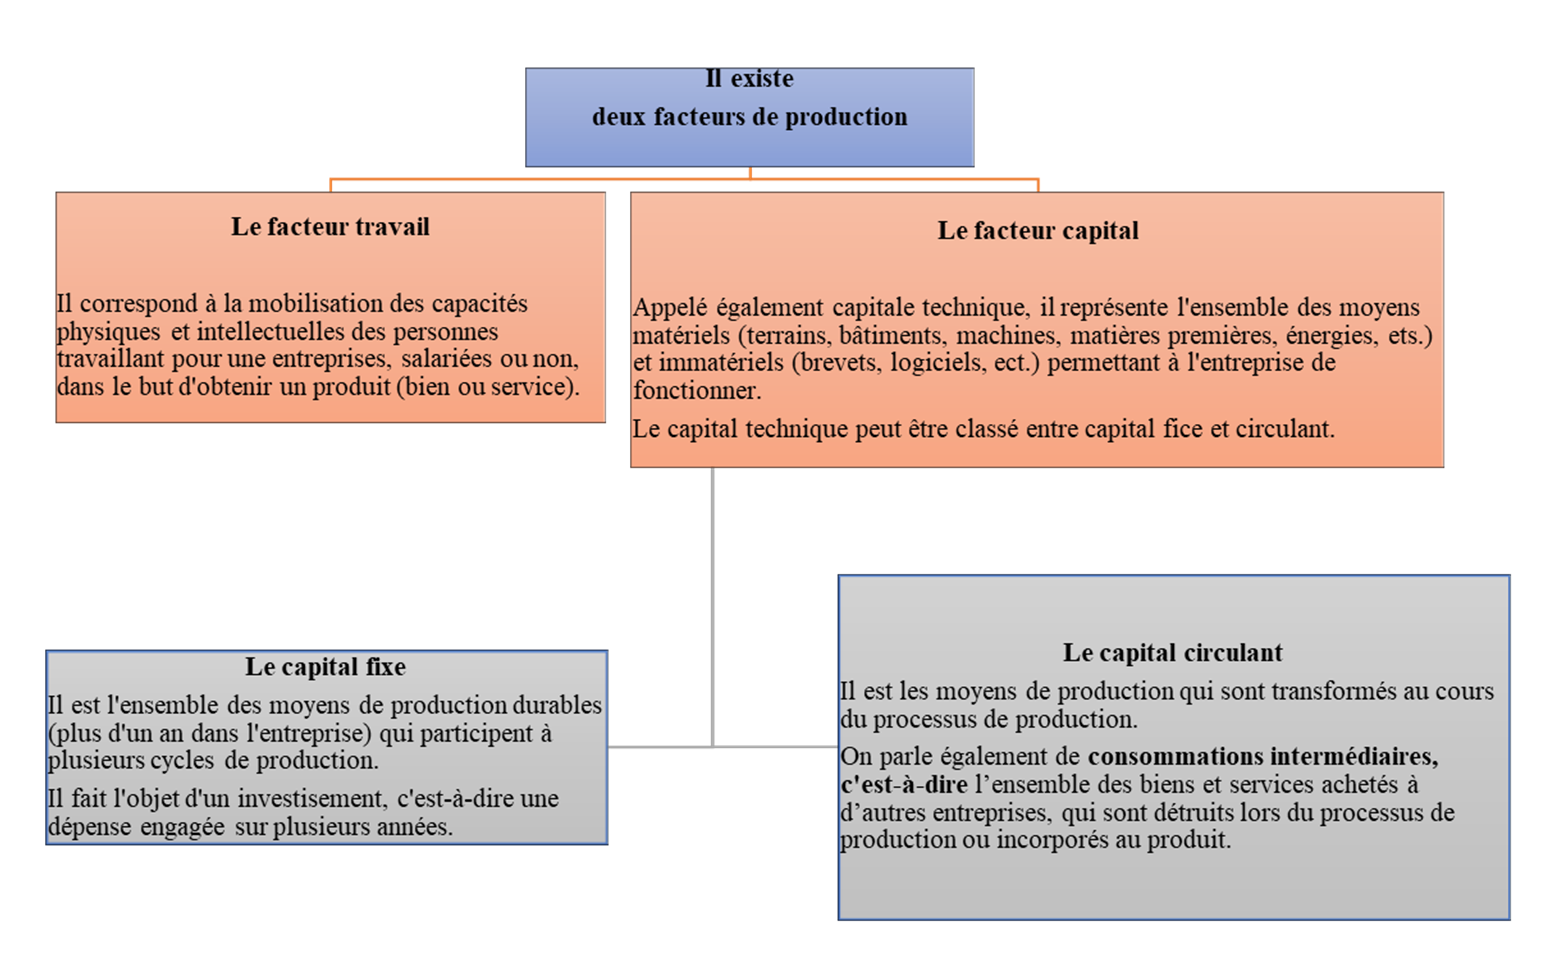 Il existe
deux facteurs de production
Le facteur travail
Il correspond à la mobilisation des capacités
physiques et intellectuelles des personnes
travaillant pour une entreprises, salariées ou non,
dans le but d'obtenir un produit (bien ou service).
Le facteur capital
Appelé également capitale technique, il représente l'ensemble des moyens
matériels (terrains, bâtiments, machines, matières premières, énergies, ets.)
et immatériels (brevets, logiciels, ect.) permettant à l'entreprise de
fonctionner.
Le capital technique peut être classé entre capital fice et circulant.
Le capital fixe
Il est l'ensemble des moyens de production durables
(plus d'un an dans l'entreprise) qui participent à
plusieurs cycles de production.
Il fait l'objet d'un investisement, c'est-à-dire une
dépense engagée sur plusieurs années.
Le capital circulant
Il est les moyens de production qui sont transformés au cours
du processus de production.
On parle également de consommations intermédiaires,
c'est-à-dire l’ensemble des biens et services achetés à
d’autres entreprises, qui sont détruits lors du processus de
production ou incorporés au produit.